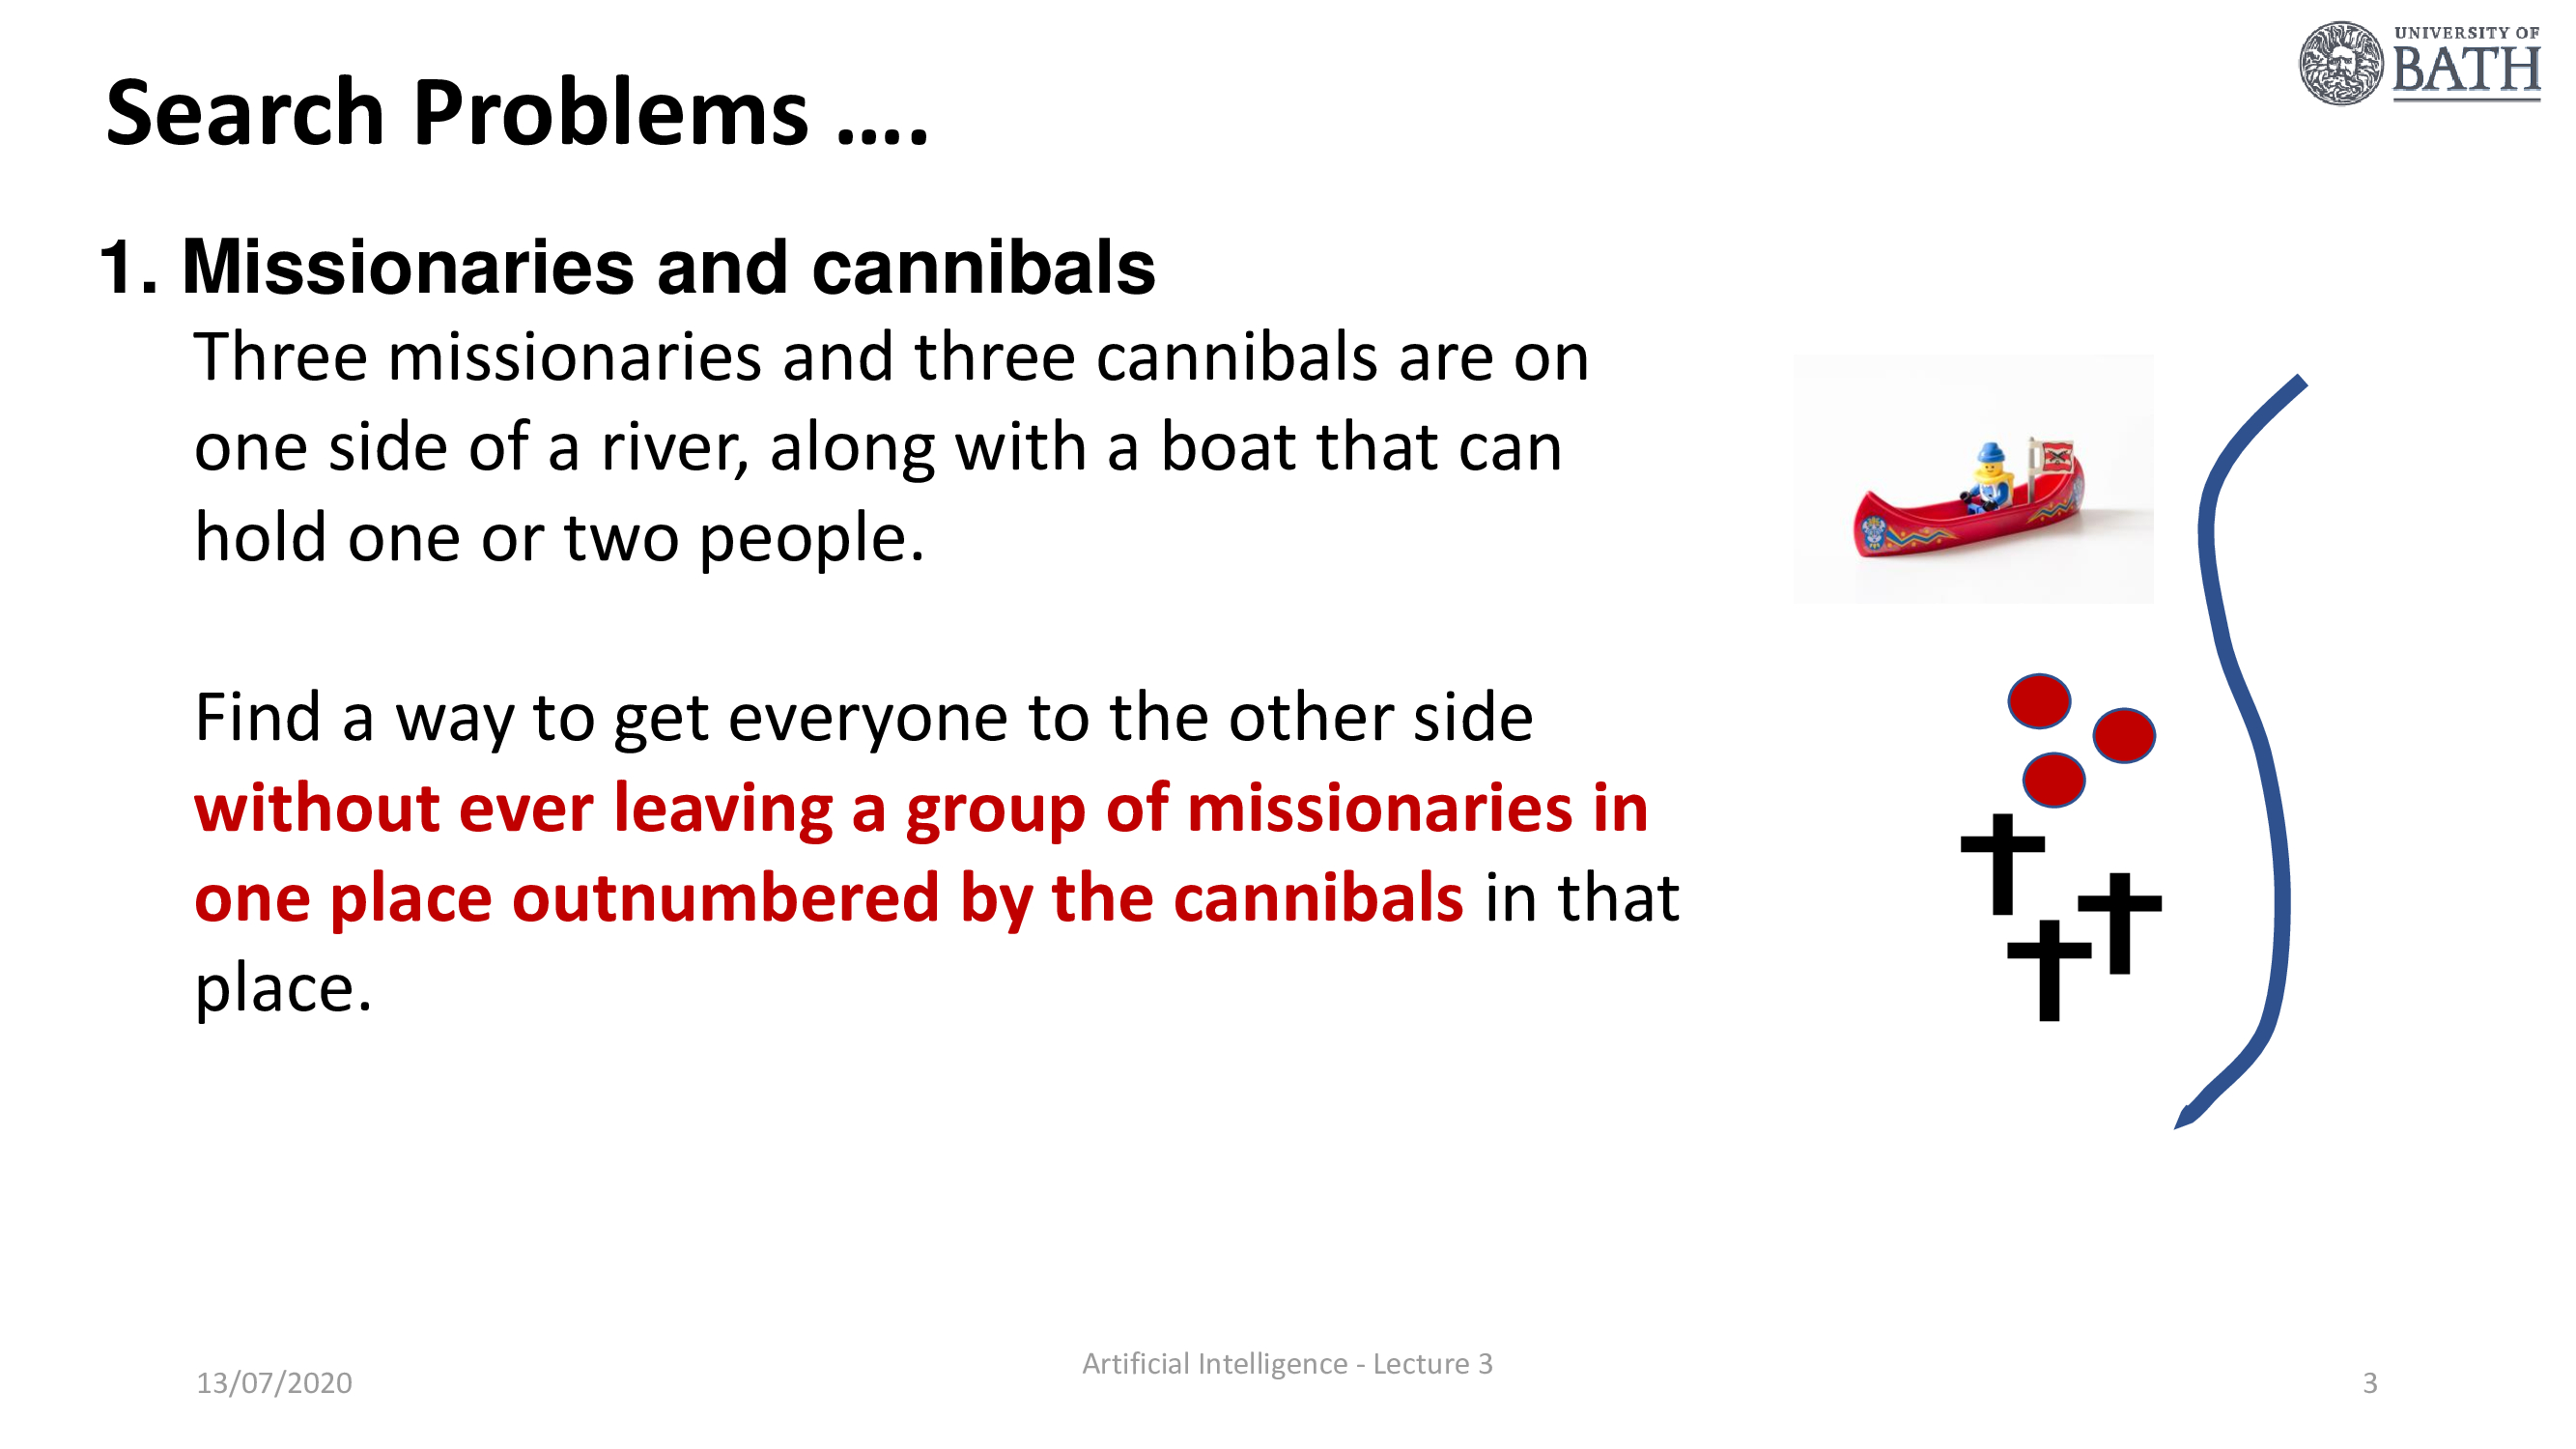 UNIVERSITY OF
BATH
Search Problems ....
1. Missionaries and cannibals
Three missionaries and three cannibals are on
one side of a river, along with a boat that can
hold one or two people.
Find a way to get everyone to the other side
without ever leaving a group of missionaries in
one place outnumbered by the cannibals in that
place.
13/07/2020
Artificial Intelligence - Lecture 3
3